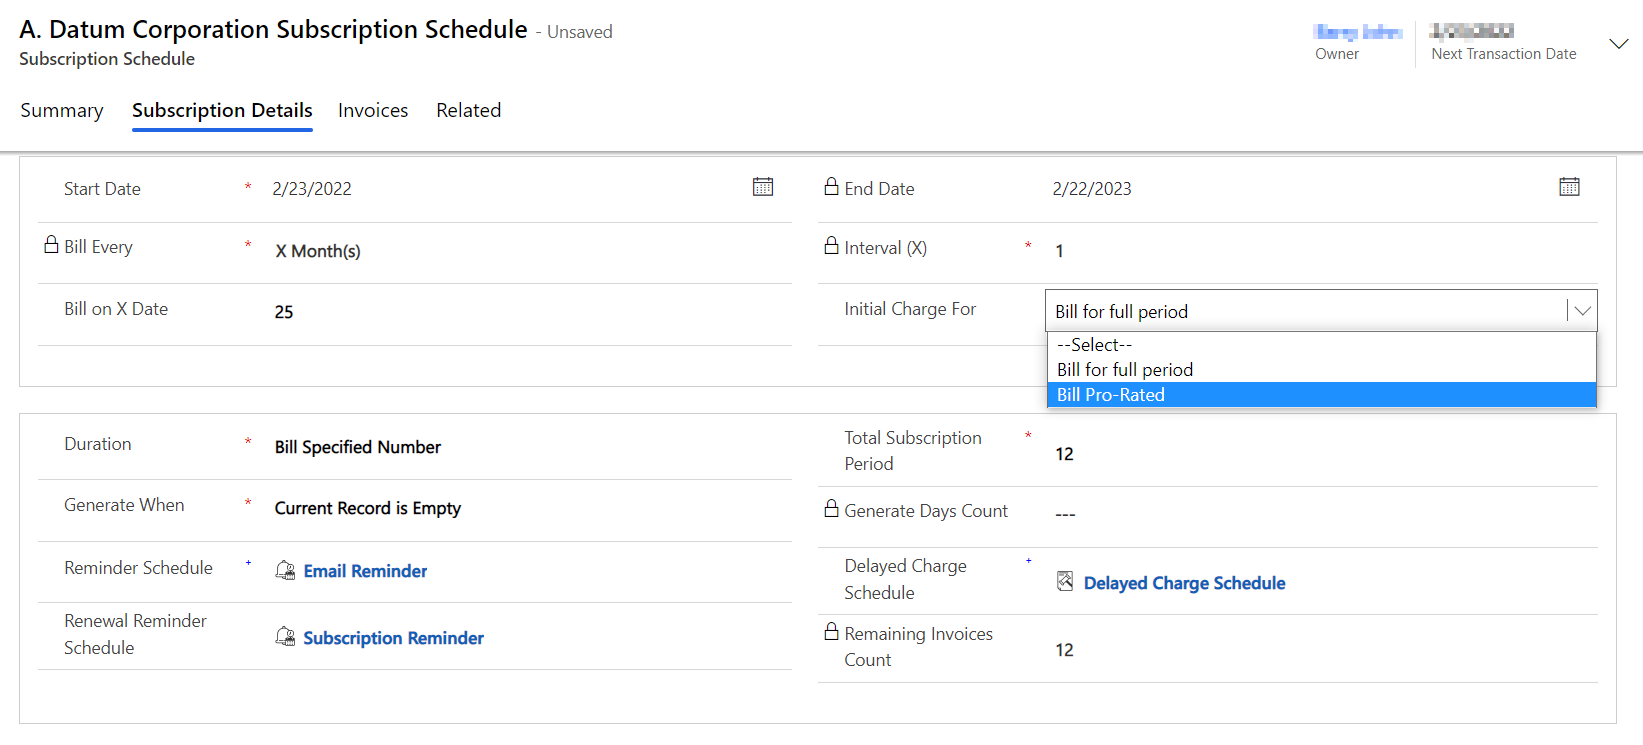 A. Datum Corporation Subscription Schedule - Unsaved
Subscription Schedule
Owner
Next Transaction Date
Summary Subscription Details Invoices Related
Start Date * 2/23/2022
End Date 2/22/2023
Bill Every * X Month(s)
Interval (X) * 1
Bill on X Date 25
Initial Charge For Bill for full period
--Select--
Bill for full period
Bill Pro-Rated
Duration * Bill Specified Number
Total Subscription
Period * 12
Generate When * Current Record is Empty
Generate Days Count ---
Reminder Schedule + Email Reminder
Delayed Charge
Schedule + Delayed Charge Schedule
Renewal Reminder
Schedule Subscription Reminder
Remaining Invoices
Count 12